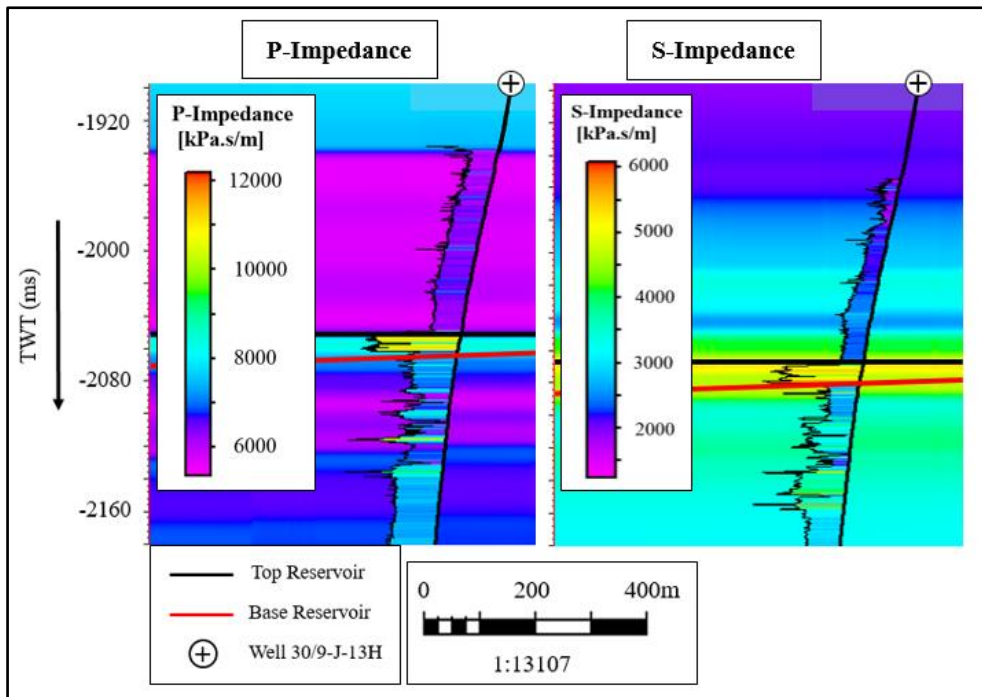 P-Impedance
S-Impedance
P-Impedance
[kPa.s/m]
12000
10000
8000
6000
S-Impedance
[kPa.s/m]
6000
5000
4000
3000
2000
TWT (ms)
-1920
-2000
-2080
-2160
Top Reservoir
Base Reservoir
Well 30/9-J-13H
0 200 400m
1:13107